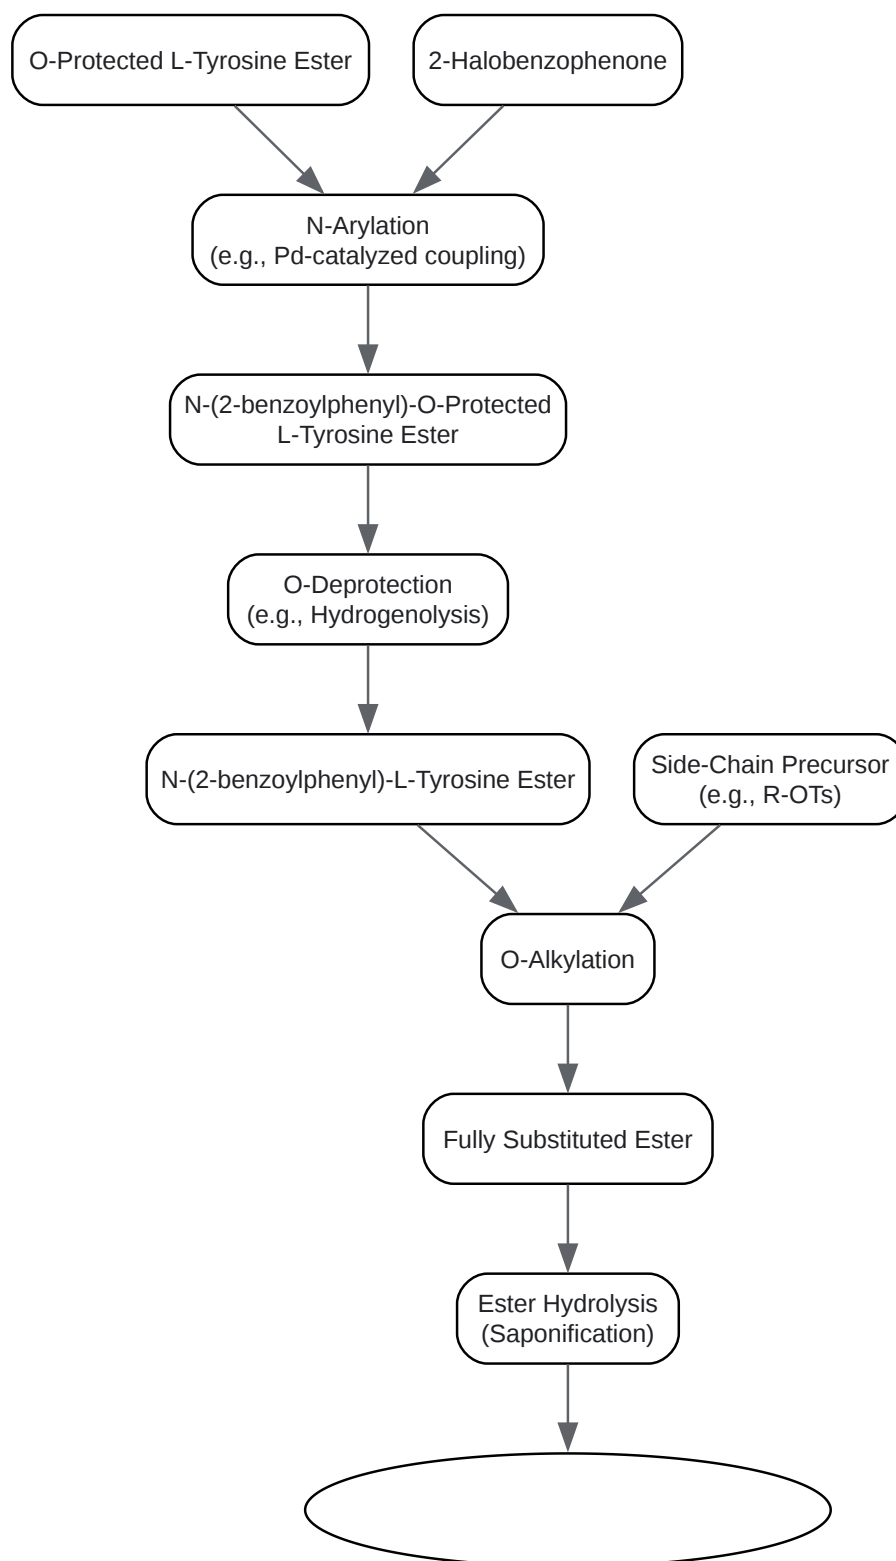 O-Protected L-Tyrosine Ester
2-Halobenzophenone
N-Arylation
(e.g., Pd-catalyzed coupling)
N-(2-benzoylphenyl)-O-Protected
L-Tyrosine Ester
O-Deprotection
(e.g., Hydrogenolysis)
N-(2-benzoylphenyl)-L-Tyrosine Ester
Side-Chain Precursor
(e.g., R-OTs)
O-Alkylation
Fully Substituted Ester
Ester Hydrolysis
(Saponification)